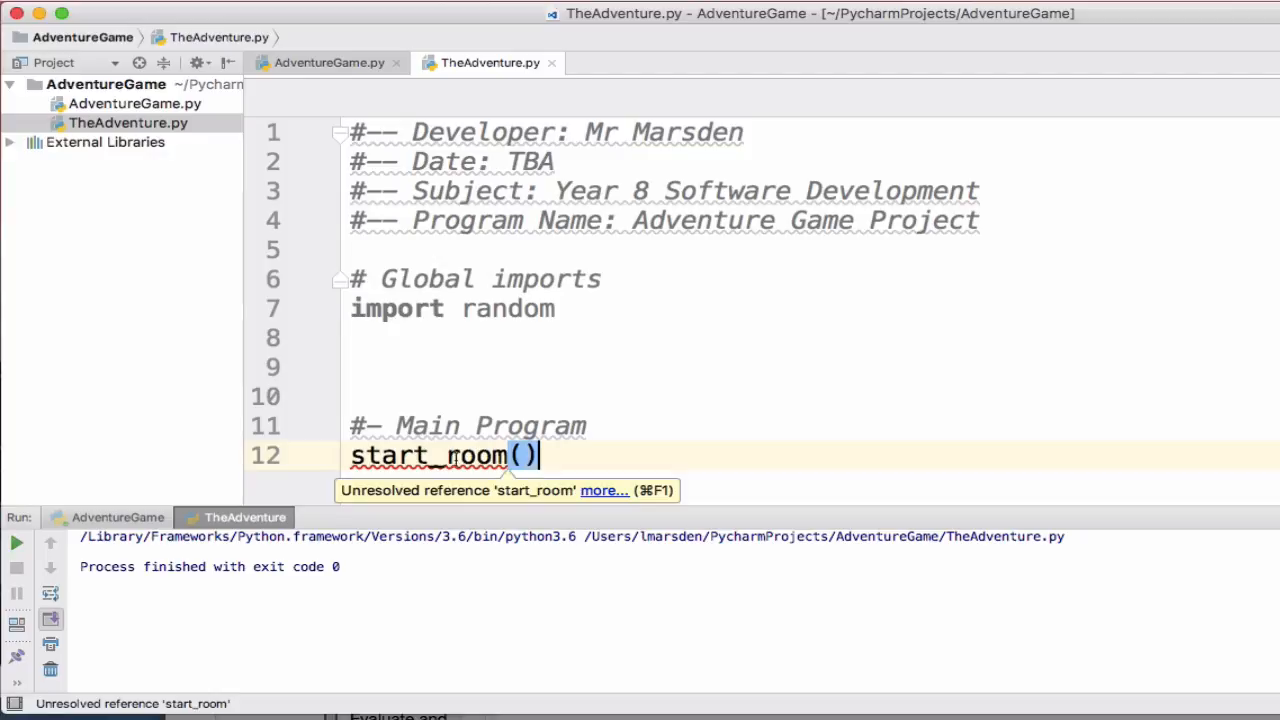 TheAdventure.py - AdventureGame - [~/PycharmProjects/AdventureGame]
AdventureGame TheAdventure.py
Project AdventureGame.py TheAdventure.py
AdventureGame ~/Pycharm
AdventureGame.py
TheAdventure.py
External Libraries
1 #-- Developer: Mr Marsden
2 #-- Date: TBA
3 #-- Subject: Year 8 Software Development
4 #-- Program Name: Adventure Game Project
5
6 # Global imports
7 import random
8
9
10
11 #- Main Program
12 start_room()
Unresolved reference 'start_room' more... (⌘F1)
Run: AdventureGame TheAdventure
/Library/Frameworks/Python.framework/Versions/3.6/bin/python3.6 /Users/lmarsden/PycharmProjects/AdventureGame/TheAdventure.py
Process finished with exit code 0
Unresolved reference 'start_room'
Evaluate and